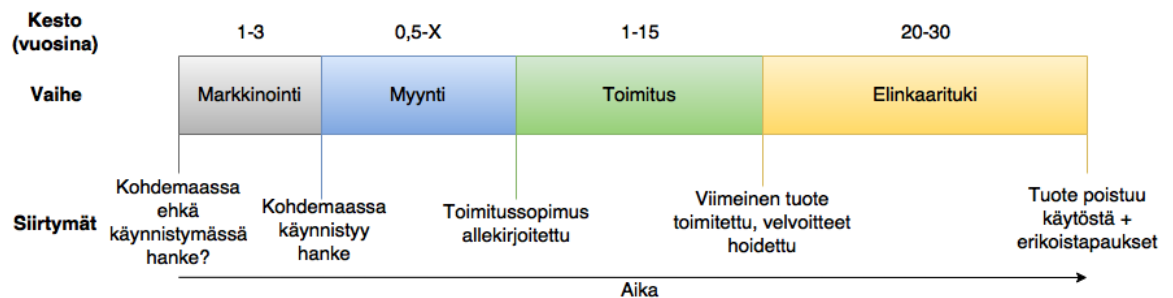 Kesto
(vuosina)
1-3
0,5-X
1-15
20-30
Vaihe
Markkinointi
Myynti
Toimitus
Elinkaarituki
Siirtymät
Kohdemaassa
ehkä
käynnistymässä
hanke?
Kohdemaassa
käynnistyy
hanke
Toimitussopimus
allekirjoitettu
Viimeinen tuote
toimitettu, velvoitteet
hoidettu
Tuote poistuu
käytöstä +
erikoistapaukset
Aika